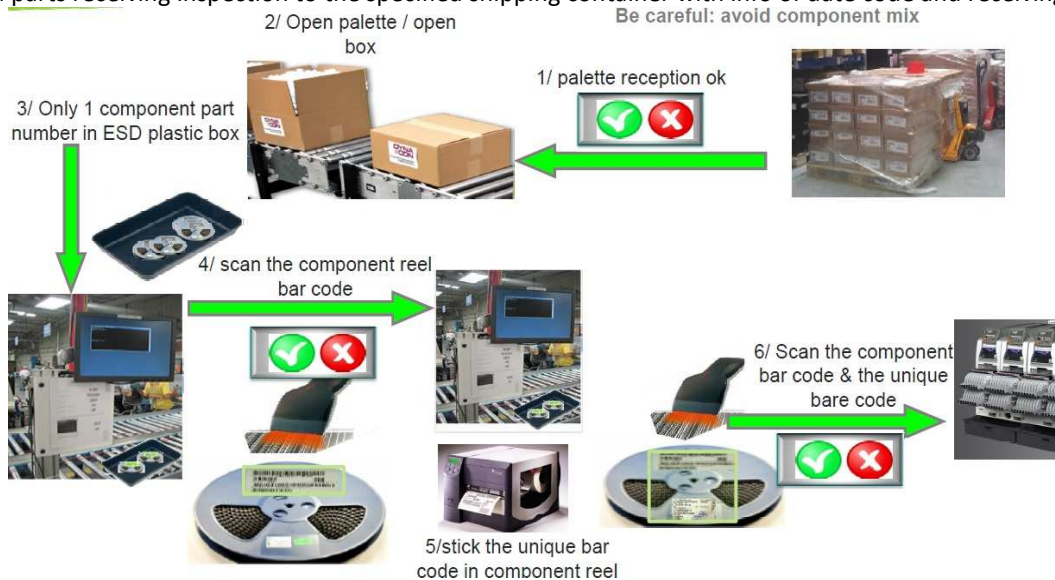 parts reserving inspection to the specified shipping container with info of date code and reserving
Be careful: avoid component mix
2/ Open palette / open
box
1/ palette reception ok
3/ Only 1 component part
number in ESD plastic box
DYNA
CON
DYNA
CON
4/ scan the component reel
bar code
6/ Scan the component
bar code & the unique
bare code
5/stick the unique bar
code in component reel